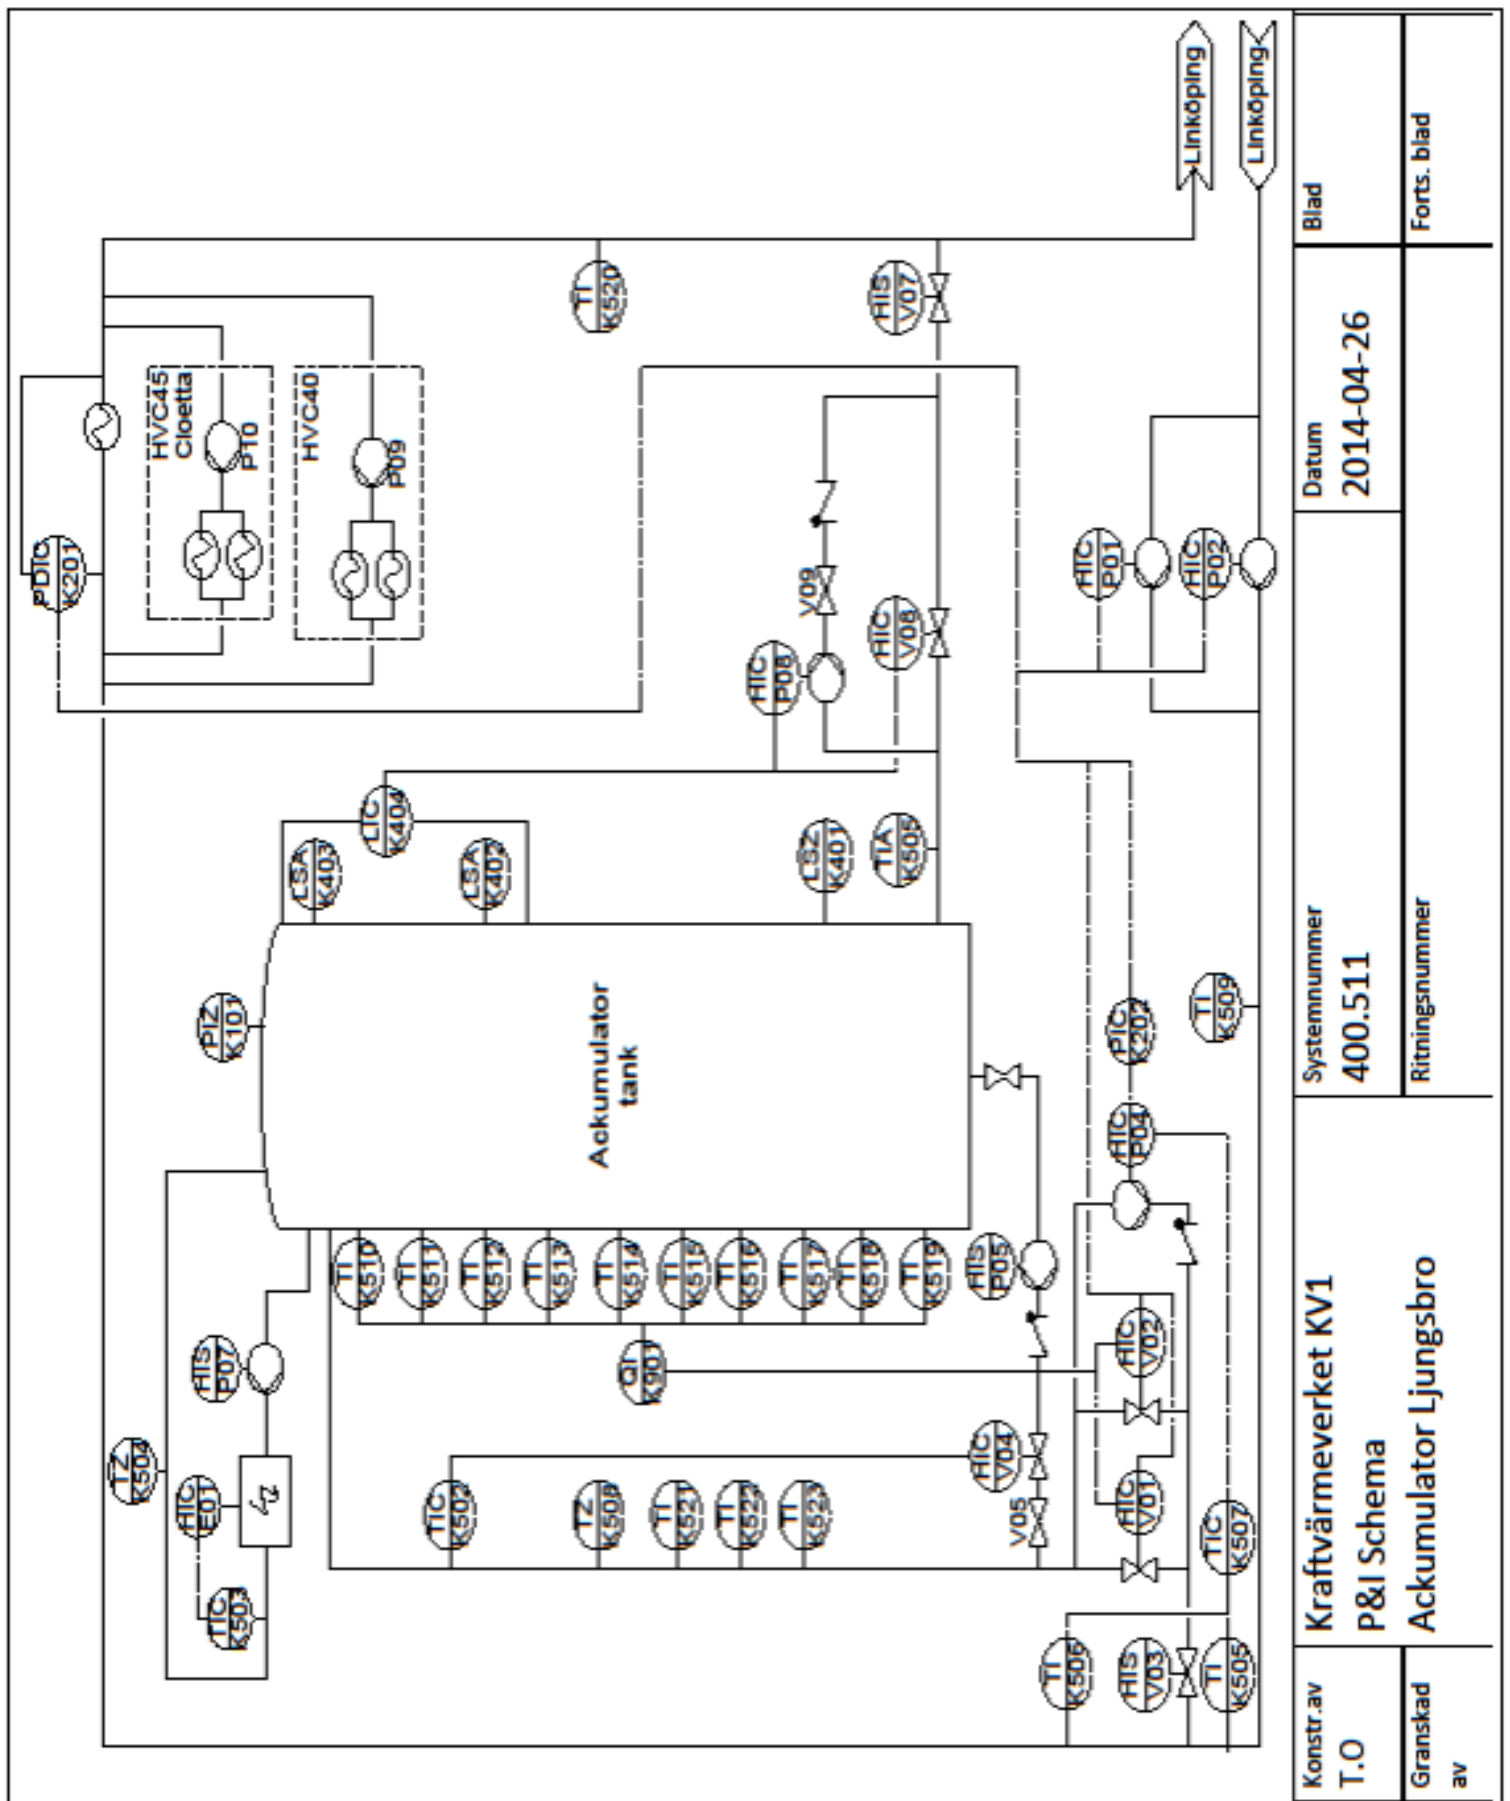 PDIC
K201
HVC45
Cloetta
P10
HVC40
P09
TI
K520
HIS
V07
Linköping
Linköping
V09
HIC
P08
HIC
V08
HIC
P01
HIC
P02
LIC
K404
LSA
K403
LSA
K402
LSZ
K401
TIA
K505
PIZ
K101
Ackumulator
tank
PIC
K202
HIC
P04
TI
K509
TI
K510
TI
K511
TI
K512
TI
K513
TI
K514
TI
K515
TI
K516
TI
K517
TI
K518
TI
K519
HIS
P05
HIS
P07
QI
K901
HIC
V02
TZ
K504
HIC
E01
TIC
K503
TIC
K502
TZ
K508
TI
K521
TI
K522
TI
K523
HIC
V04
V05
HIC
V01
TIC
K507
TI
K506
HIS
V03
TI
K505
Konstr.av
T.O
Granskad
av
Kraftvärmeverket KV1
P&I Schema
Ackumulator Ljungsbro
Systemnummer
400.511
Ritningsnummer
Datum
2014-04-26
Blad
Forts. blad